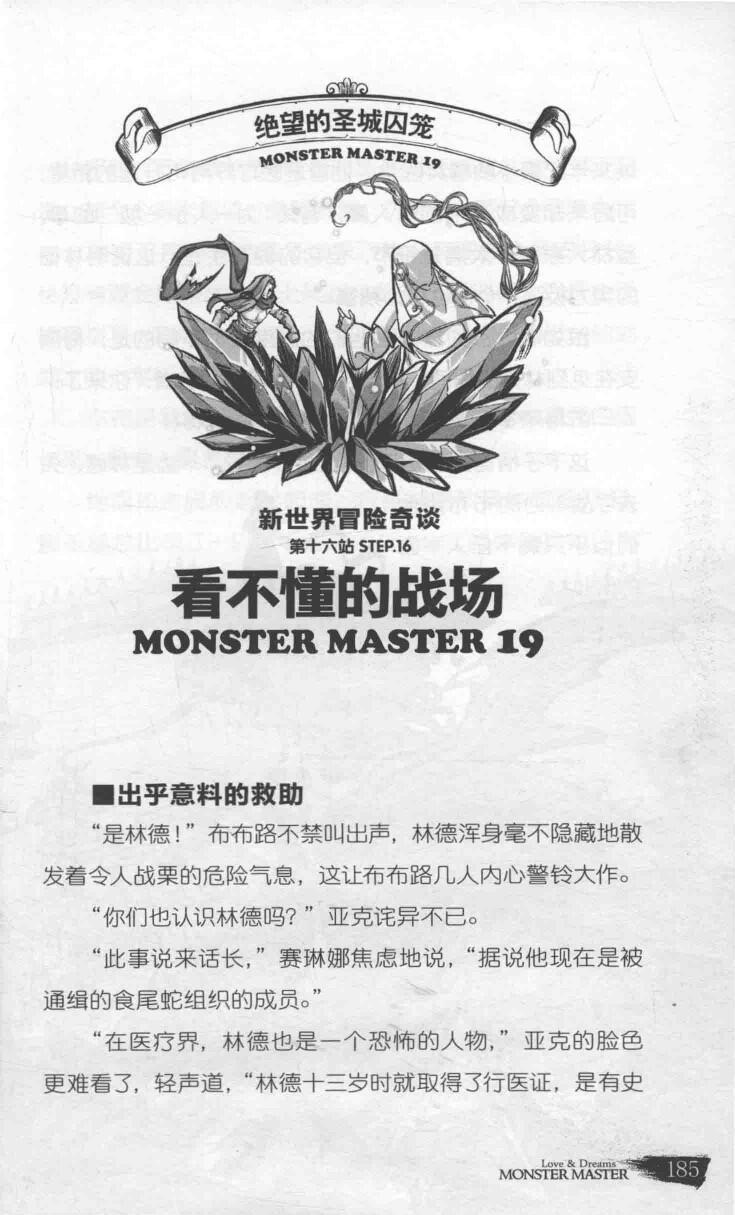 绝望的圣城囚笼
MONSTER MASTER 19
新世界冒险奇谈
第十六站 STEP.16
看不懂的战场
MONSTER MASTER 19
■出乎意料的救助
“是林德！”布布路不禁叫出声，林德浑身毫不隐藏地散
发着令人战栗的危险气息，这让布布路几人内心警铃大作。
“你们也认识林德吗？”亚克诧异不已。
“此事说来话长，”赛琳娜焦虑地说，“据说他现在是被
通缉的食尾蛇组织的成员。”
“在医疗界，林德也是一个恐怖的人物，”亚克的脸色
更难看了，轻声道，“林德十三岁时就取得了行医证，是有史
Love & Dreams
MONSTER MASTER
185